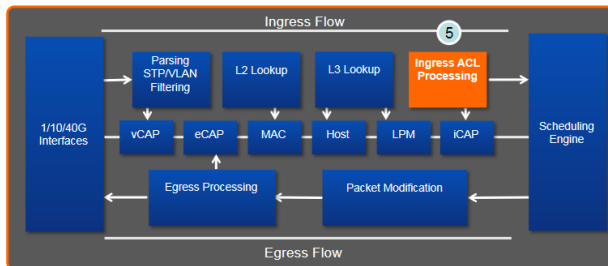 Ingress Flow
5
Parsing
STP/VLAN
Filtering
L2 Lookup
L3 Lookup
Ingress ACL
Processing
1/10/40G
Interfaces
vCAP
eCAP
MAC
Host
LPM
iCAP
Scheduling
Engine
Egress Processing
Packet Modification
Egress Flow